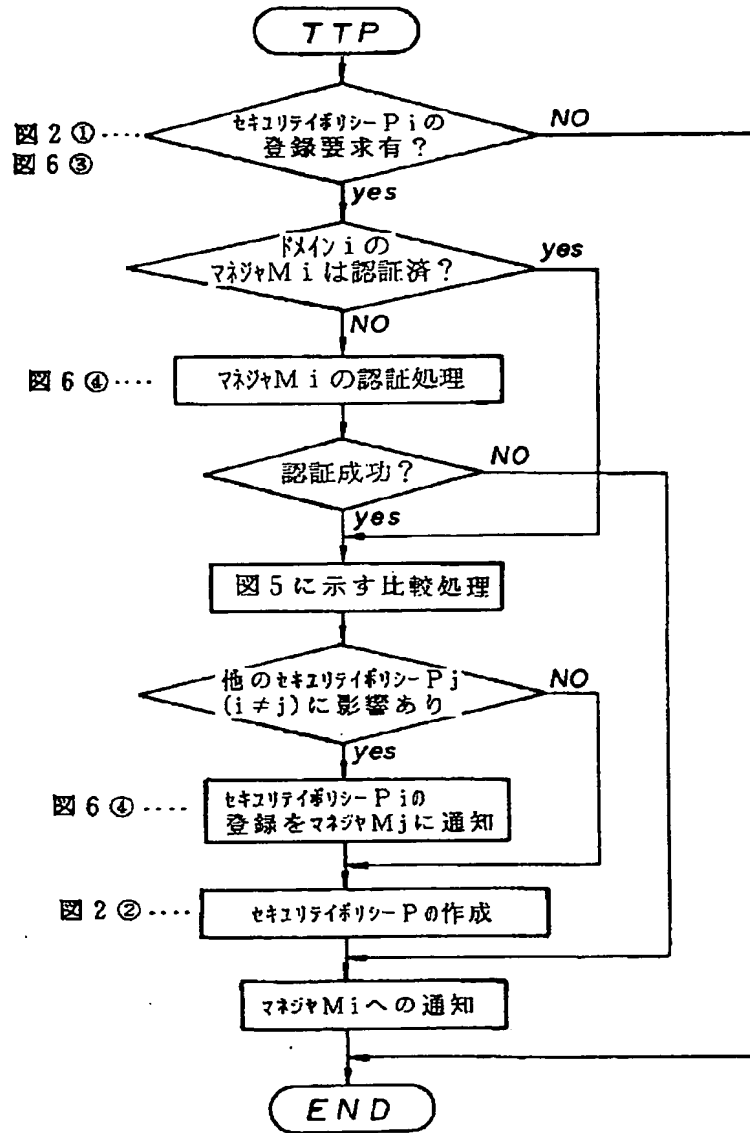 TTP
セキュリテイポリシーPiの
登録要求有？
NO
図2①‥‥
図6③
yes
ドメインiの
マネジャMiは認証済？
yes
NO
図6④‥‥
マネジャMiの認証処理
認証成功？
NO
yes
図5に示す比較処理
他のセキュリテイポリシーPj
(i≠j)に影響あり
NO
yes
図6④‥‥
セキュリテイポリシーPiの
登録をマネジャMjに通知
図2②‥‥
セキュリテイポリシーPの作成
マネジャMiへの通知
END